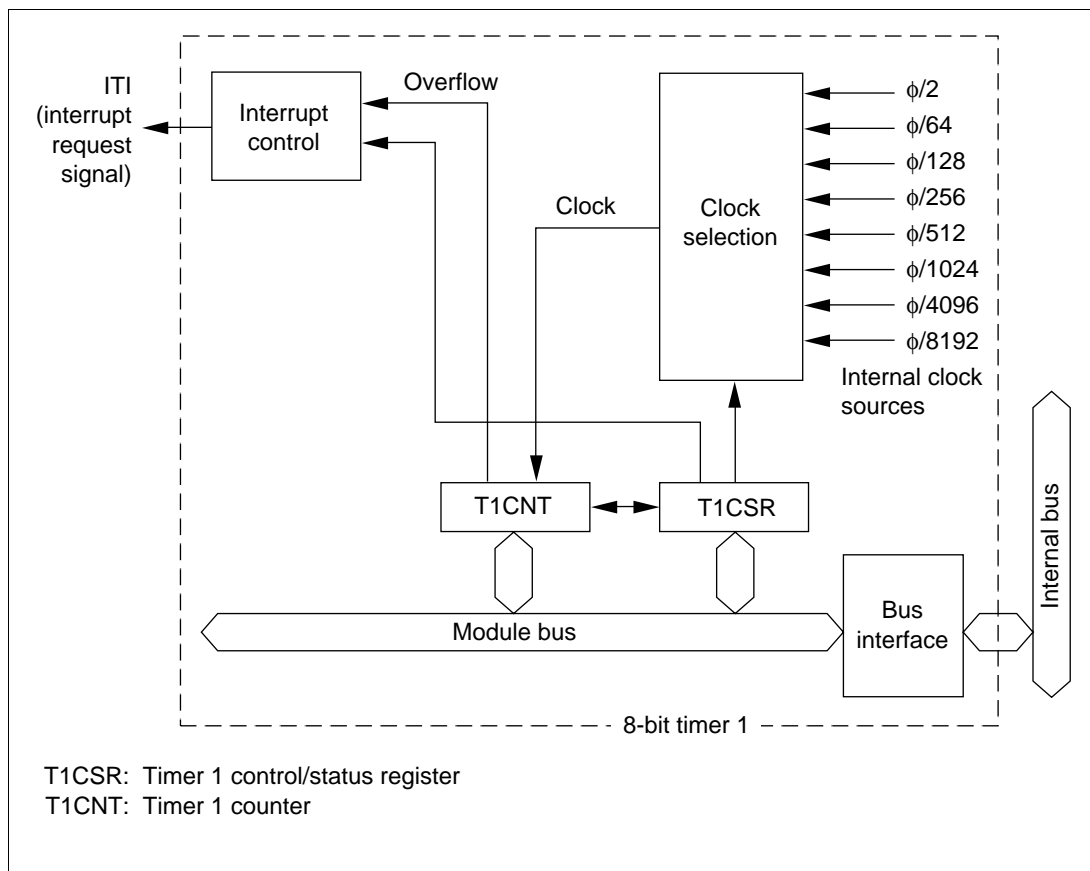 ITI
(interrupt
request
signal)
Interrupt
control
Overflow
Clock
Clock
selection
ϕ/2
ϕ/64
ϕ/128
ϕ/256
ϕ/512
ϕ/1024
ϕ/4096
ϕ/8192
Internal clock
sources
T1CNT
T1CSR
Module bus
Bus
interface
Internal bus
8-bit timer 1
T1CSR: Timer 1 control/status register
T1CNT: Timer 1 counter